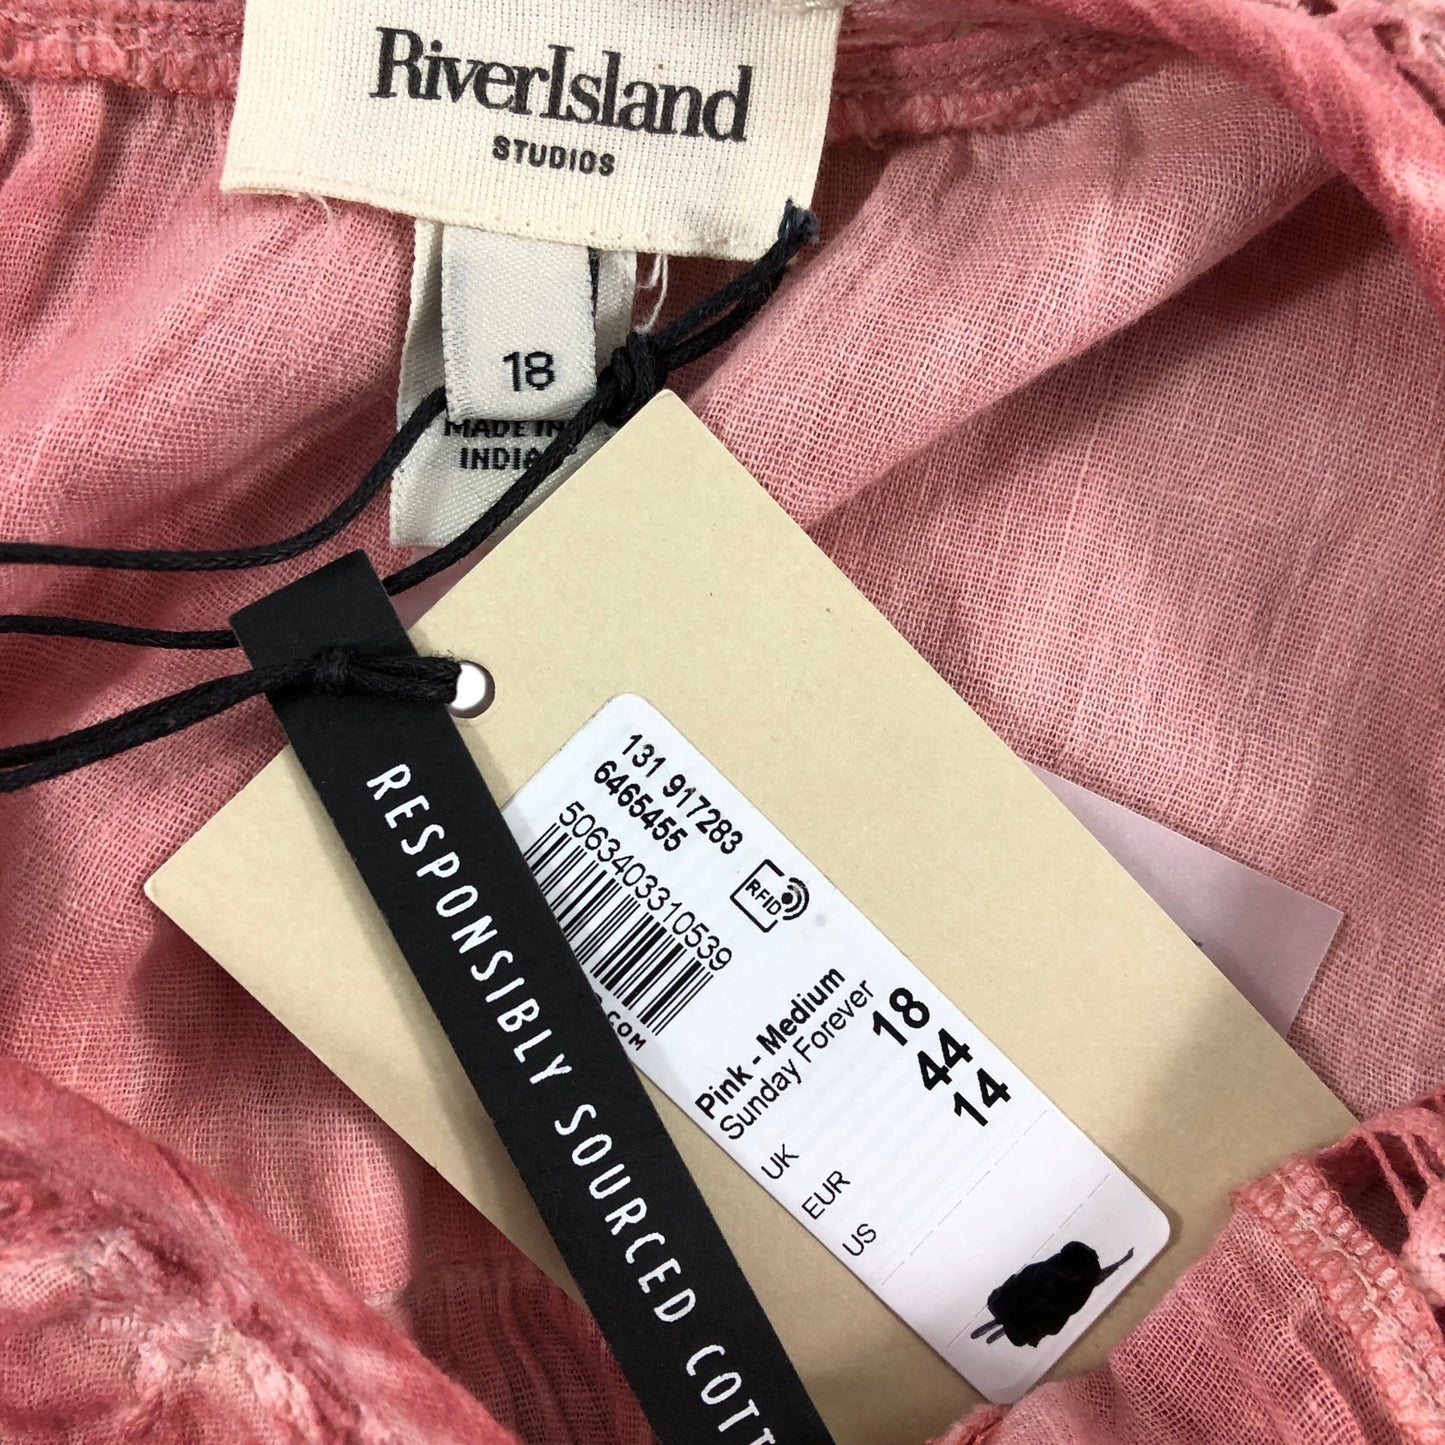 RiverIsland
STUDIOS
18
MADE IN
INDIA
RESPONSIBLY SOURCED COTT
131 917283
6465455
5063403310539
RFID
.COM
Pink - Medium
Sunday Forever
UK 18
EUR 44
US 14